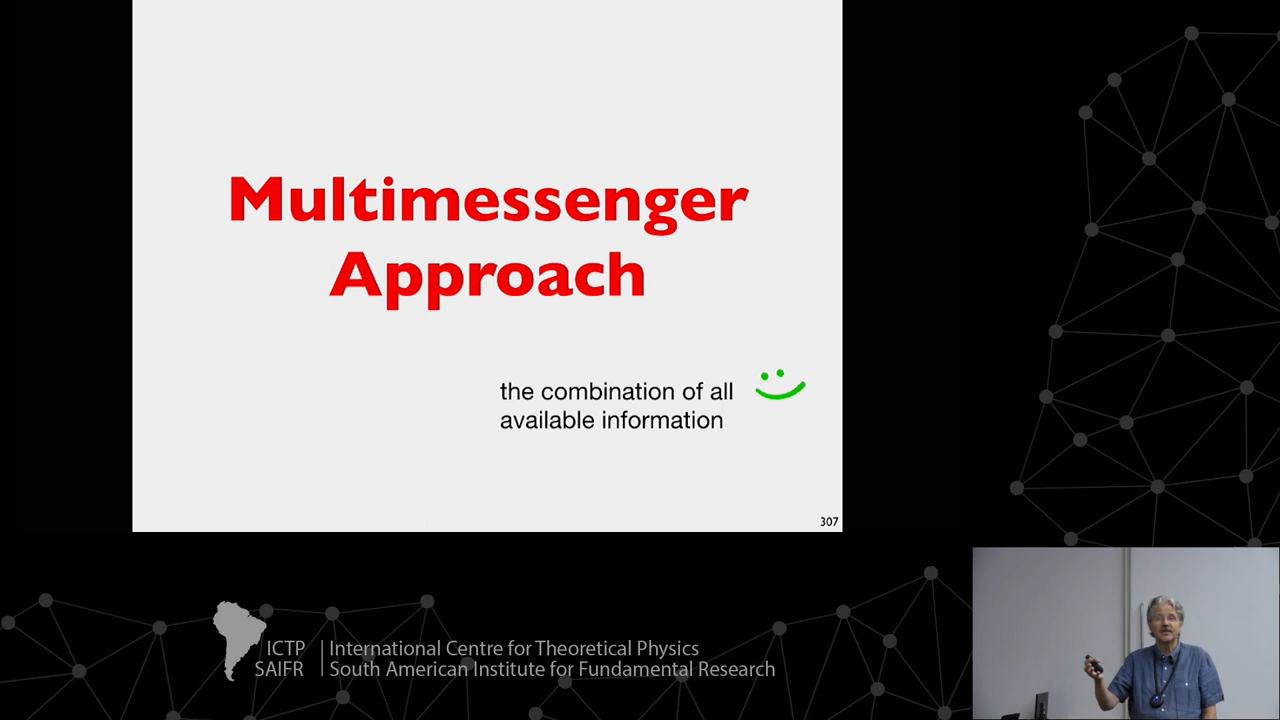 Multimessenger
Approach
the combination of all
available information
307
ICTP
SAIFR
International Centre for Theoretical Physics
South American Institute for Fundamental Research